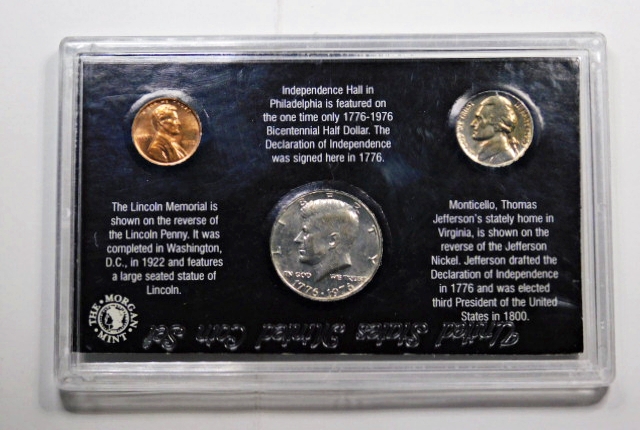 Independence Hall in
Philadelphia is featured on
the one time only 1776-1976
Bicentennial Half Dollar. The
Declaration of Independence
was signed here in 1776.
The Lincoln Memorial is
shown on the reverse of
the Lincoln Penny. It was
completed in Washington,
D.C., in 1922 and features
a large seated statue of
Lincoln.
LIBERTY
IN GOD WE TRUST
1776-1976
Monticello, Thomas
Jefferson's stately home in
Virginia, is shown on the
reverse of the Jefferson
Nickel. Jefferson drafted the
Declaration of Independence
in 1776 and was elected
third President of the United
States in 1800.
THE MORGAN
MINT
United States Minted Coin Set